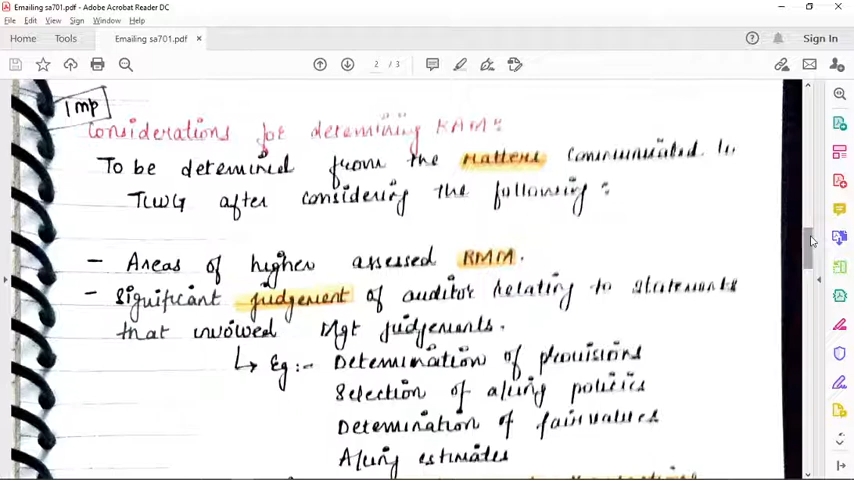 Emailing sa701.pdf - Adobe Acrobat Reader DC
File Edit View Sign Window Help
Home Tools Emailing sa701.pdf × Sign In
2 / 3
Imp
Considerations for determining KAM:
To be determined from the matters communicated to
TCWG after considering the following:
- Areas of higher assessed RMM.
- Significant judgement of auditor relating to statements
that involved Mgt judgements.
↳ Eg:- Determination of provisions
Selection of a/cing policies
Determination of fair values
A/cing estimates